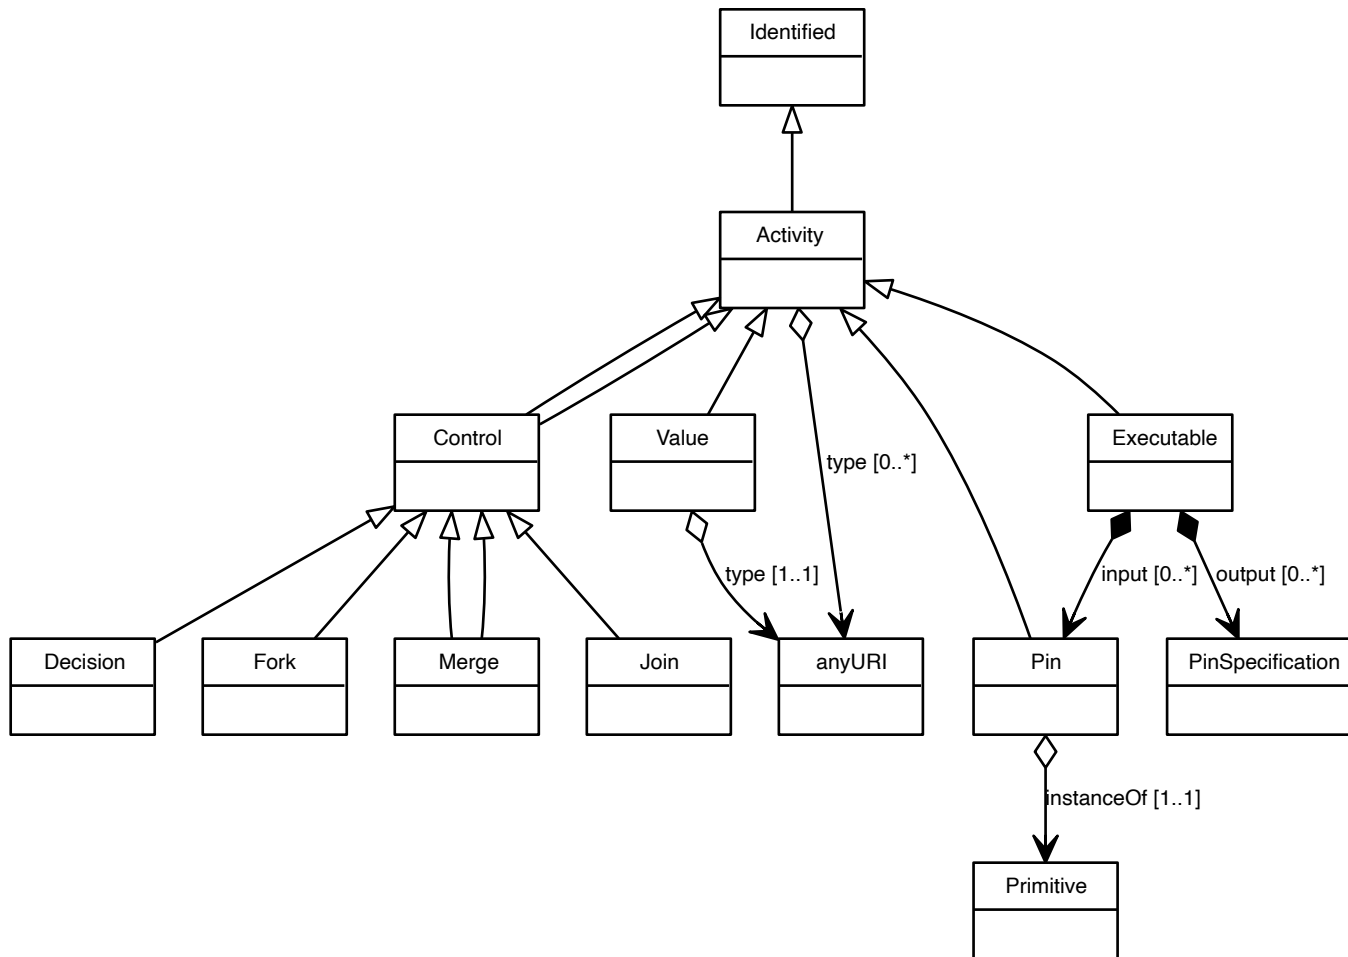 Identified
Activity
Control
Value
type [0..*]
Executable
type [1..1]
input [0..*]
output [0..*]
Decision
Fork
Merge
Join
anyURI
Pin
PinSpecification
instanceOf [1..1]
Primitive